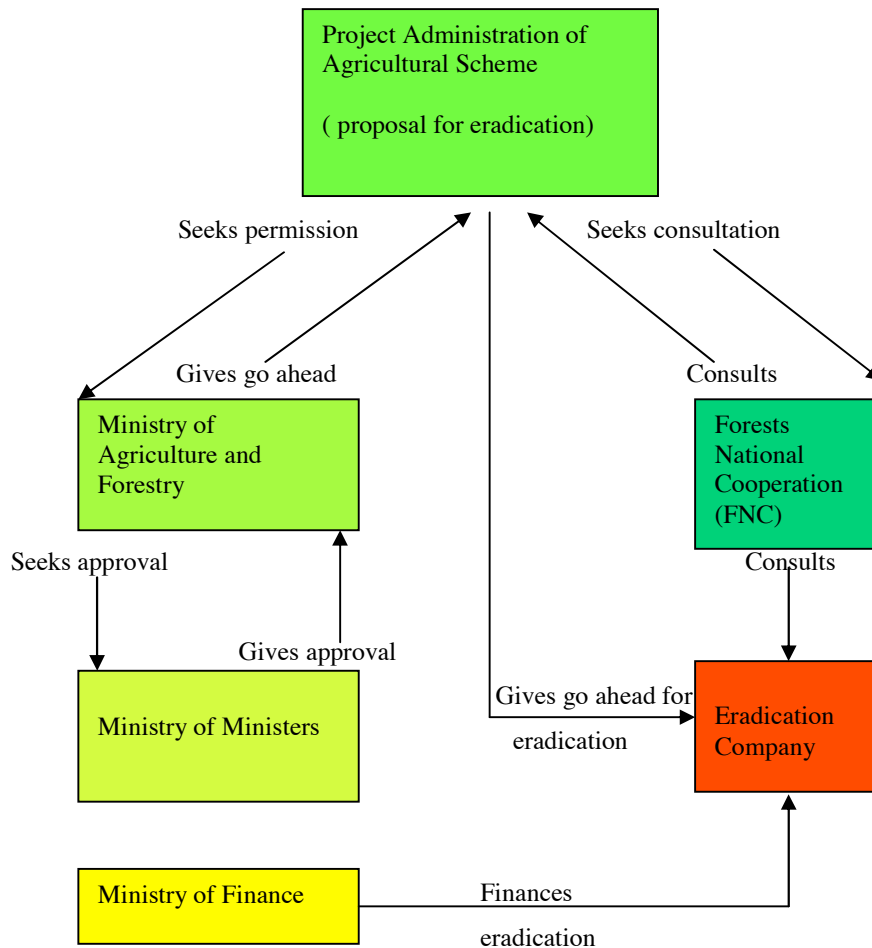 Project Administration of
Agricultural Scheme
( proposal for eradication)
Seeks permission
Seeks consultation
Gives go ahead
Consults
Ministry of
Agriculture and
Forestry
Forests
National
Cooperation
(FNC)
Seeks approval
Consults
Gives approval
Ministry of Ministers
Gives go ahead for
eradication
Eradication
Company
Ministry of Finance
Finances
eradication